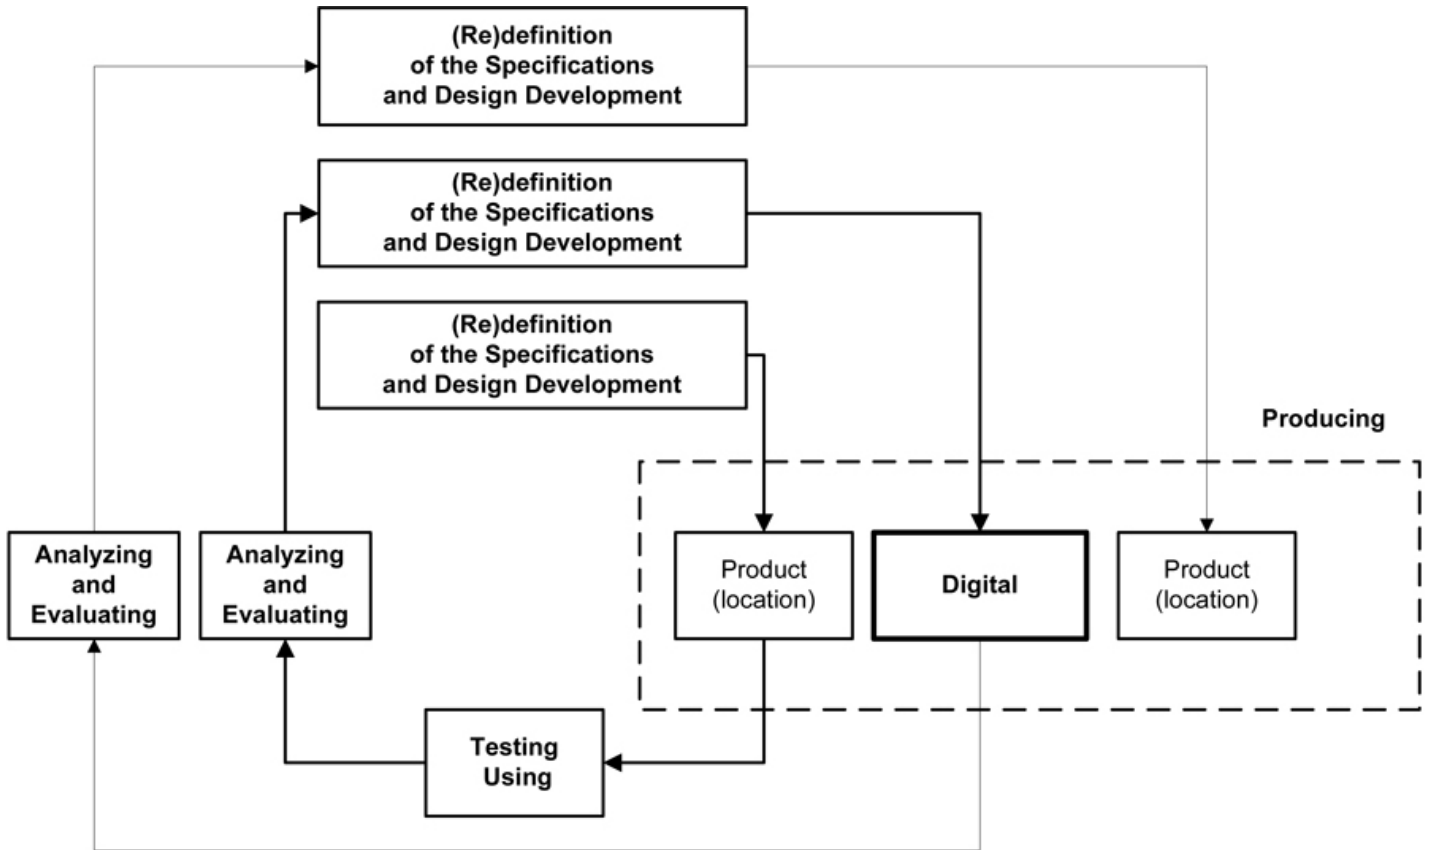 (Re)definition
of the Specifications
and Design Development
(Re)definition
of the Specifications
and Design Development
(Re)definition
of the Specifications
and Design Development
Producing
Analyzing
and
Evaluating
Analyzing
and
Evaluating
Product
(location)
Digital
Product
(location)
Testing
Using